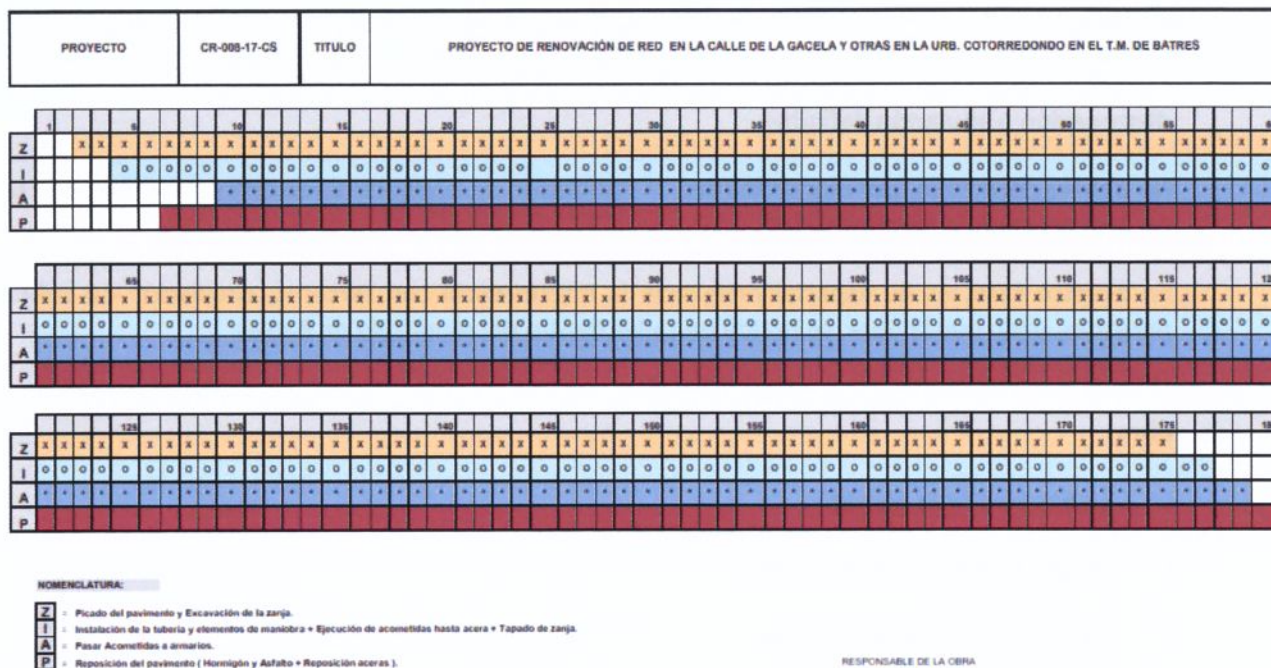 PROYECTO CR-008-17-CS TITULO PROYECTO DE RENOVACIÓN DE RED EN LA CALLE DE LA GACELA Y OTRAS EN LA URB. COTORREDONDO EN EL T.M. DE BATRES
1 5 10 15 20 25 30 35 40 45 50 55 6
Z x x x x x x x x x x x x x x x x x x x x x x x x x x x x x x x x x x x x x x x x x x x x x x x x x x x x x x x x x x
I o o o o o o o o o o o o o o o o o o o o o o o o o o o o o o o o o o o o o o o o o o o o o o o o o o o o o o o
A * * * * * * * * * * * * * * * * * * * * * * * * * * * * * * * * * * * * * * * * * * * * * * * * * * *
P
65 70 75 80 85 90 95 100 105 110 115 12
Z x x x x x x x x x x x x x x x x x x x x x x x x x x x x x x x x x x x x x x x x x x x x x x x x x x x x x x x x x x x x
I o o o o o o o o o o o o o o o o o o o o o o o o o o o o o o o o o o o o o o o o o o o o o o o o o o o o o o o o o o o o
A * * * * * * * * * * * * * * * * * * * * * * * * * * * * * * * * * * * * * * * * * * * * * * * * * * * * * * * * * * * *
P
125 130 135 140 145 150 155 160 165 170 175 18
Z x x x x x x x x x x x x x x x x x x x x x x x x x x x x x x x x x x x x x x x x x x x x x x x x x x x x x x x
I o o o o o o o o o o o o o o o o o o o o o o o o o o o o o o o o o o o o o o o o o o o o o o o o o o o o o o o o o
A * * * * * * * * * * * * * * * * * * * * * * * * * * * * * * * * * * * * * * * * * * * * * * * * * * * * * * * * * * *
P
NOMENCLATURA:
Z = Picado del pavimento y Excavación de la zanja.
I = Instalación de la tubería y elementos de maniobra + Ejecución de acometidas hasta acera + Tapado de zanja.
A = Pasar Acometidas a armarios.
P = Reposición del pavimento ( Hormigón y Asfalto + Reposición aceras ).
RESPONSABLE DE LA OBRA